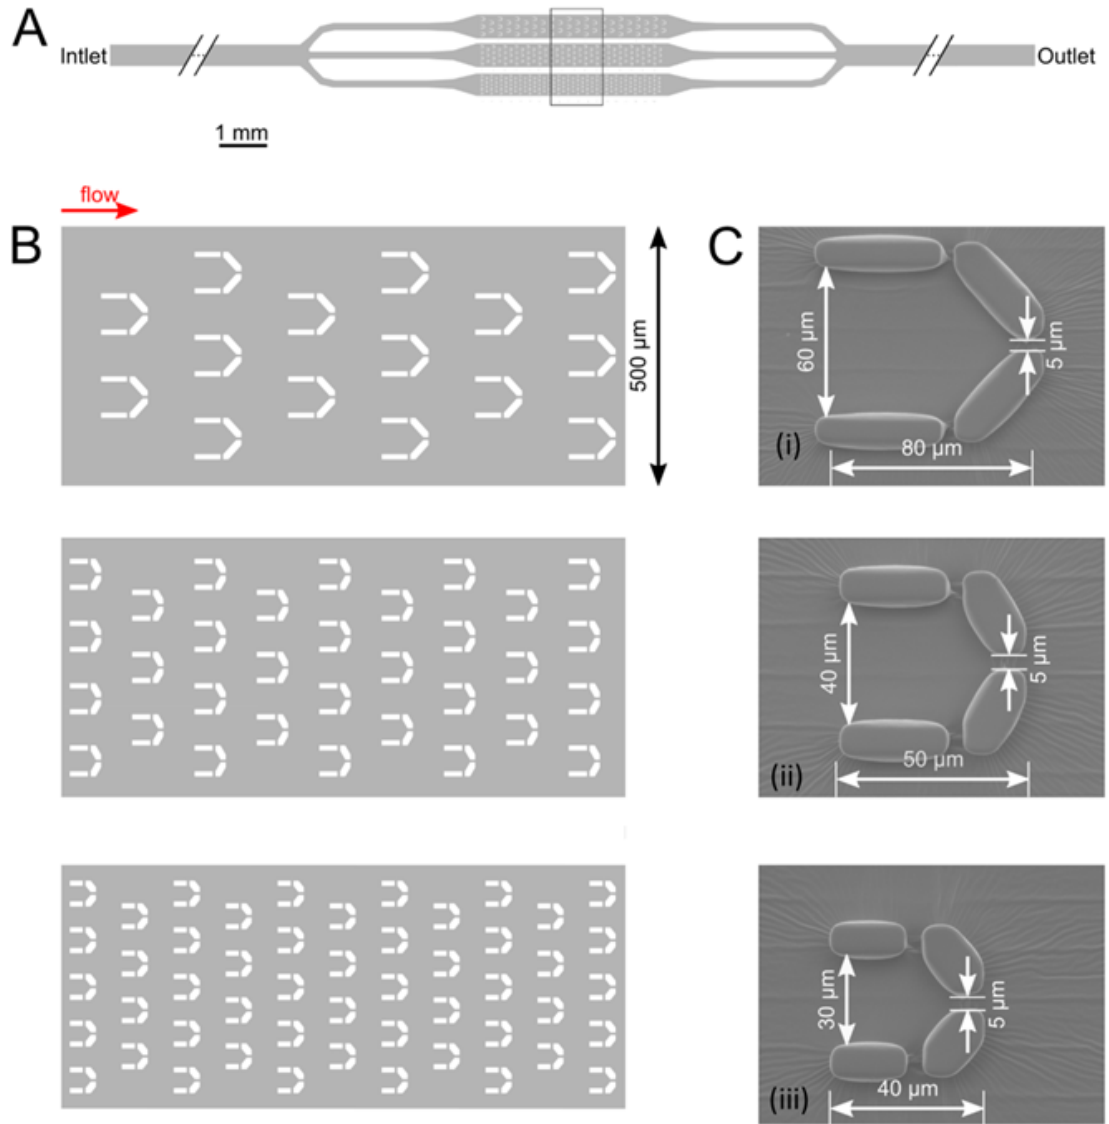 A
Intlet
Outlet
1 mm
flow
B
500 µm
C
60 µm
5 µm
(i)
80 µm
40 µm
5 µm
(ii)
50 µm
30 µm
5 µm
(iii)
40 µm